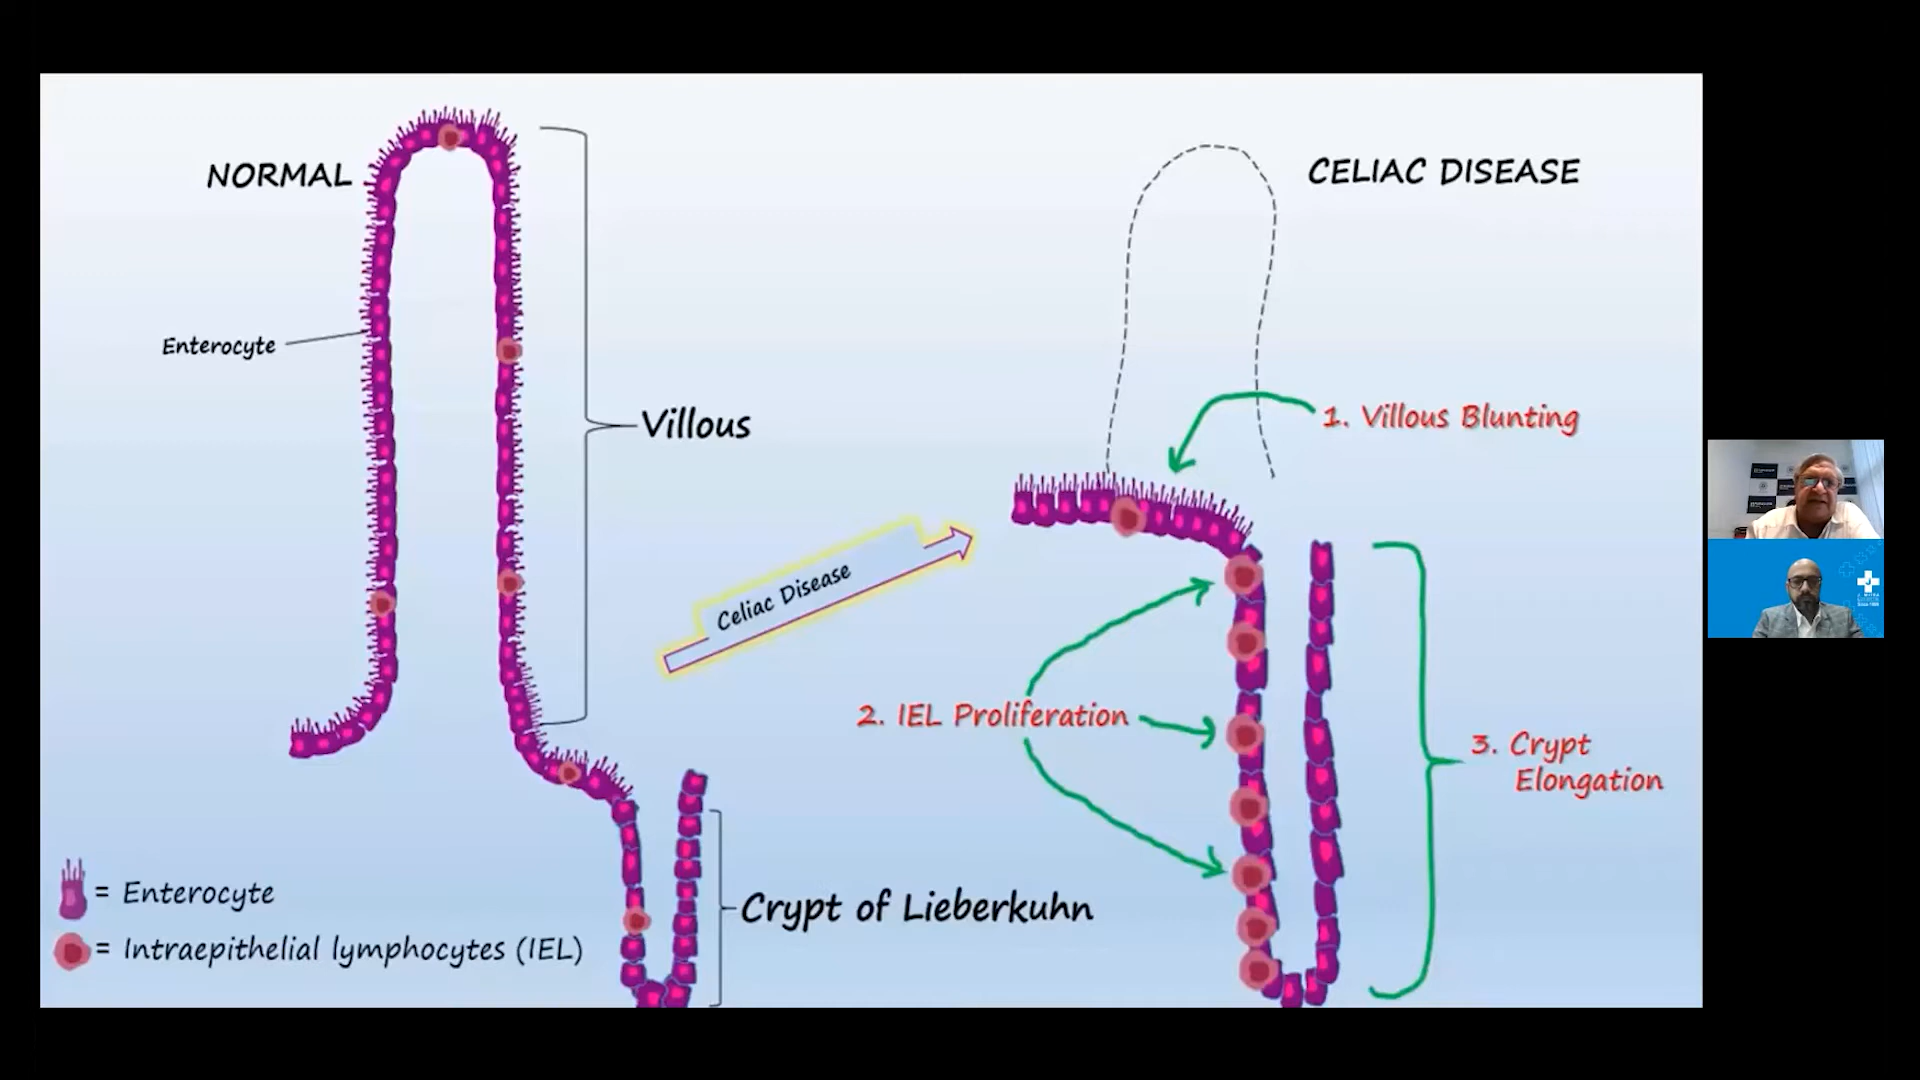 NORMAL
CELIAC DISEASE
Enterocyte
Villous
1. Villous Blunting
Celiac Disease
2. IEL Proliferation
3. Crypt
Elongation
= Enterocyte
Crypt of Lieberkuhn
= Intraepithelial lymphocytes (IEL)